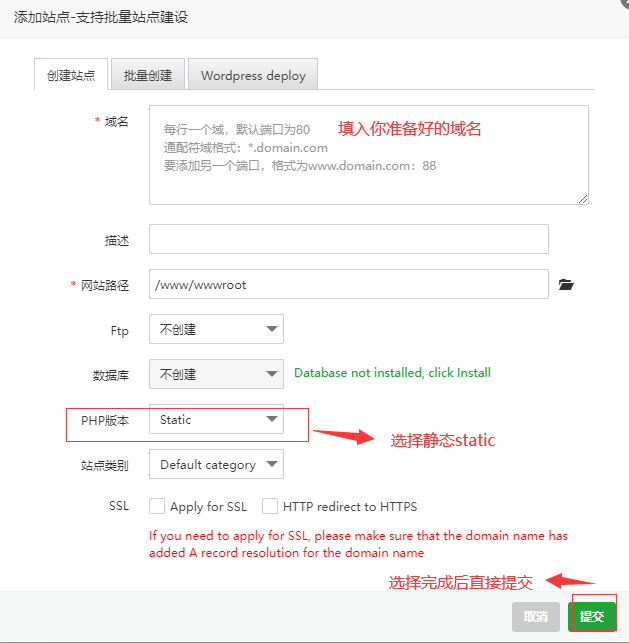 添加站点-支持批量站点建设
创建站点 批量创建 Wordpress deploy
* 域名
每行一个域，默认端口为80 填入你准备好的域名
通配符域格式：*.domain.com
要添加另一个端口，格式为www.domain.com：88
描述
* 网站路径 /www/wwwroot
Ftp 不创建
数据库 不创建 Database not installed, click Install
PHP版本 Static
选择静态static
站点类别 Default category
SSL Apply for SSL HTTP redirect to HTTPS
If you need to apply for SSL, please make sure that the domain name has
added A record resolution for the domain name
选择完成后直接提交
取消 提交